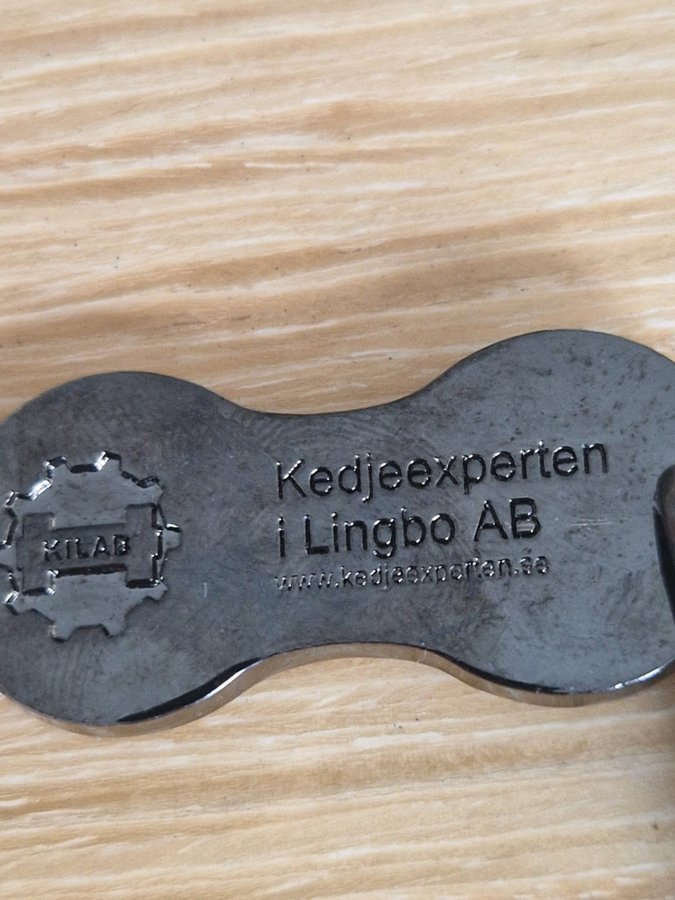 KILAB
Kedjeexperten
i Lingbo AB
www.kedjeexperten.se